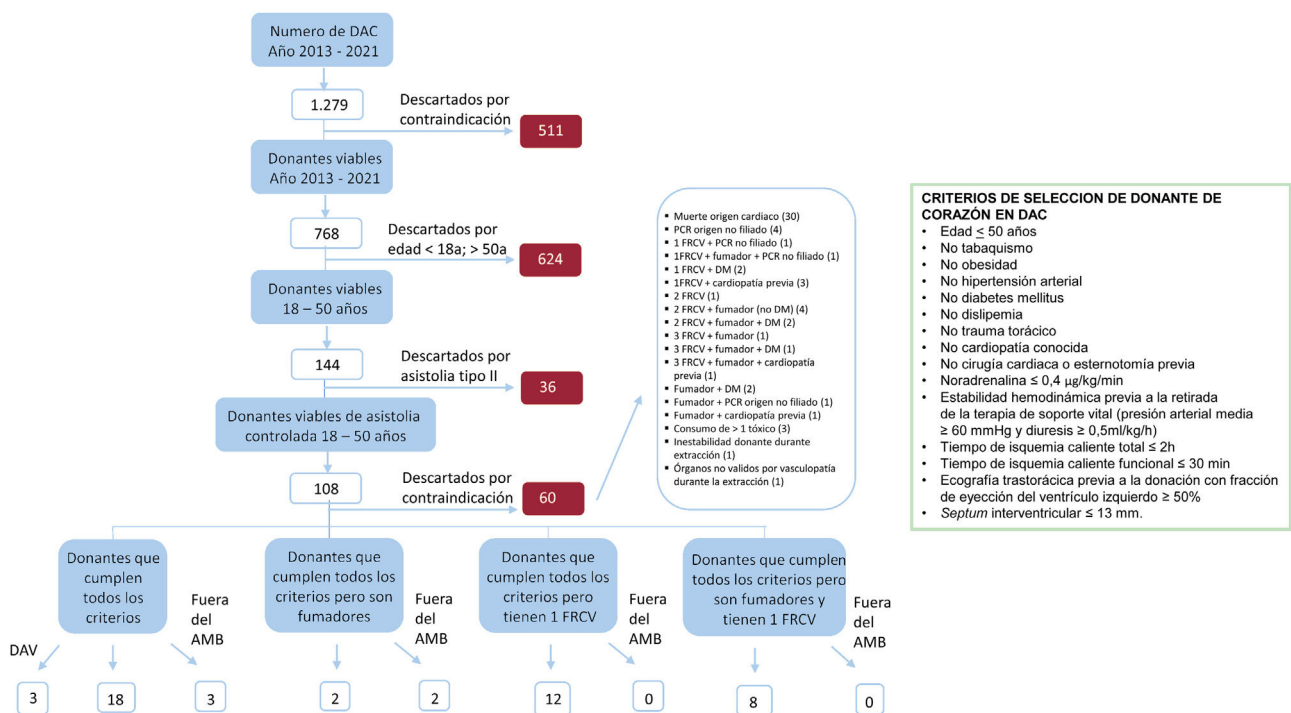 Numero de DAC
Año 2013 - 2021
1.279
Descartados por
contraindicación
511
Donantes viables
Año 2013 - 2021
768
Descartados por
edad < 18a; > 50a
624
Donantes viables
18 – 50 años
144
Descartados por
asistolia tipo II
36
Donantes viables de asistolia
controlada 18 – 50 años
108
Descartados por
contraindicación
60
▪ Muerte origen cardiaco (30)
▪ PCR origen no filiado (4)
▪ 1 FRCV + PCR no filiado (1)
▪ 1FRCV + fumador + PCR no filiado (1)
▪ 1 FRCV + DM (2)
▪ 1FRCV + cardiopatía previa (3)
▪ 2 FRCV (1)
▪ 2 FRCV + fumador (no DM) (4)
▪ 2 FRCV + fumador + DM (2)
▪ 3 FRCV + fumador (1)
▪ 3 FRCV + fumador + DM (1)
▪ 3 FRCV + fumador + cardiopatía
previa (1)
▪ Fumador + DM (2)
▪ Fumador + PCR origen no filiado (1)
▪ Fumador + cardiopatía previa (1)
▪ Consumo de > 1 tóxico (3)
▪ Inestabilidad donante durante
extracción (1)
▪ Órganos no validos por vasculopatía
durante la extracción (1)
CRITERIOS DE SELECCION DE DONANTE DE
CORAZÓN EN DAC
• Edad ≤ 50 años
• No tabaquismo
• No obesidad
• No hipertensión arterial
• No diabetes mellitus
• No dislipemia
• No trauma torácico
• No cardiopatía conocida
• No cirugía cardiaca o esternotomía previa
• Noradrenalina ≤ 0,4 µg/kg/min
• Estabilidad hemodinámica previa a la retirada
de la terapia de soporte vital (presión arterial media
≥ 60 mmHg y diuresis ≥ 0,5ml/kg/h)
• Tiempo de isquemia caliente total ≤ 2h
• Tiempo de isquemia caliente funcional ≤ 30 min
• Ecografía trastorácica previa a la donación con fracción
de eyección del ventrículo izquierdo ≥ 50%
• Septum interventricular ≤ 13 mm.
Donantes que
cumplen
todos los
criterios
DAV
Fuera
del
AMB
3
18
3
Donantes que
cumplen todos los
criterios pero son
fumadores
Fuera
del
AMB
2
2
Donantes que
cumplen todos los
criterios pero
tienen 1 FRCV
Fuera
del
AMB
12
0
Donantes que cumplen
todos los criterios pero
son fumadores y
tienen 1 FRCV
Fuera
del
AMB
8
0